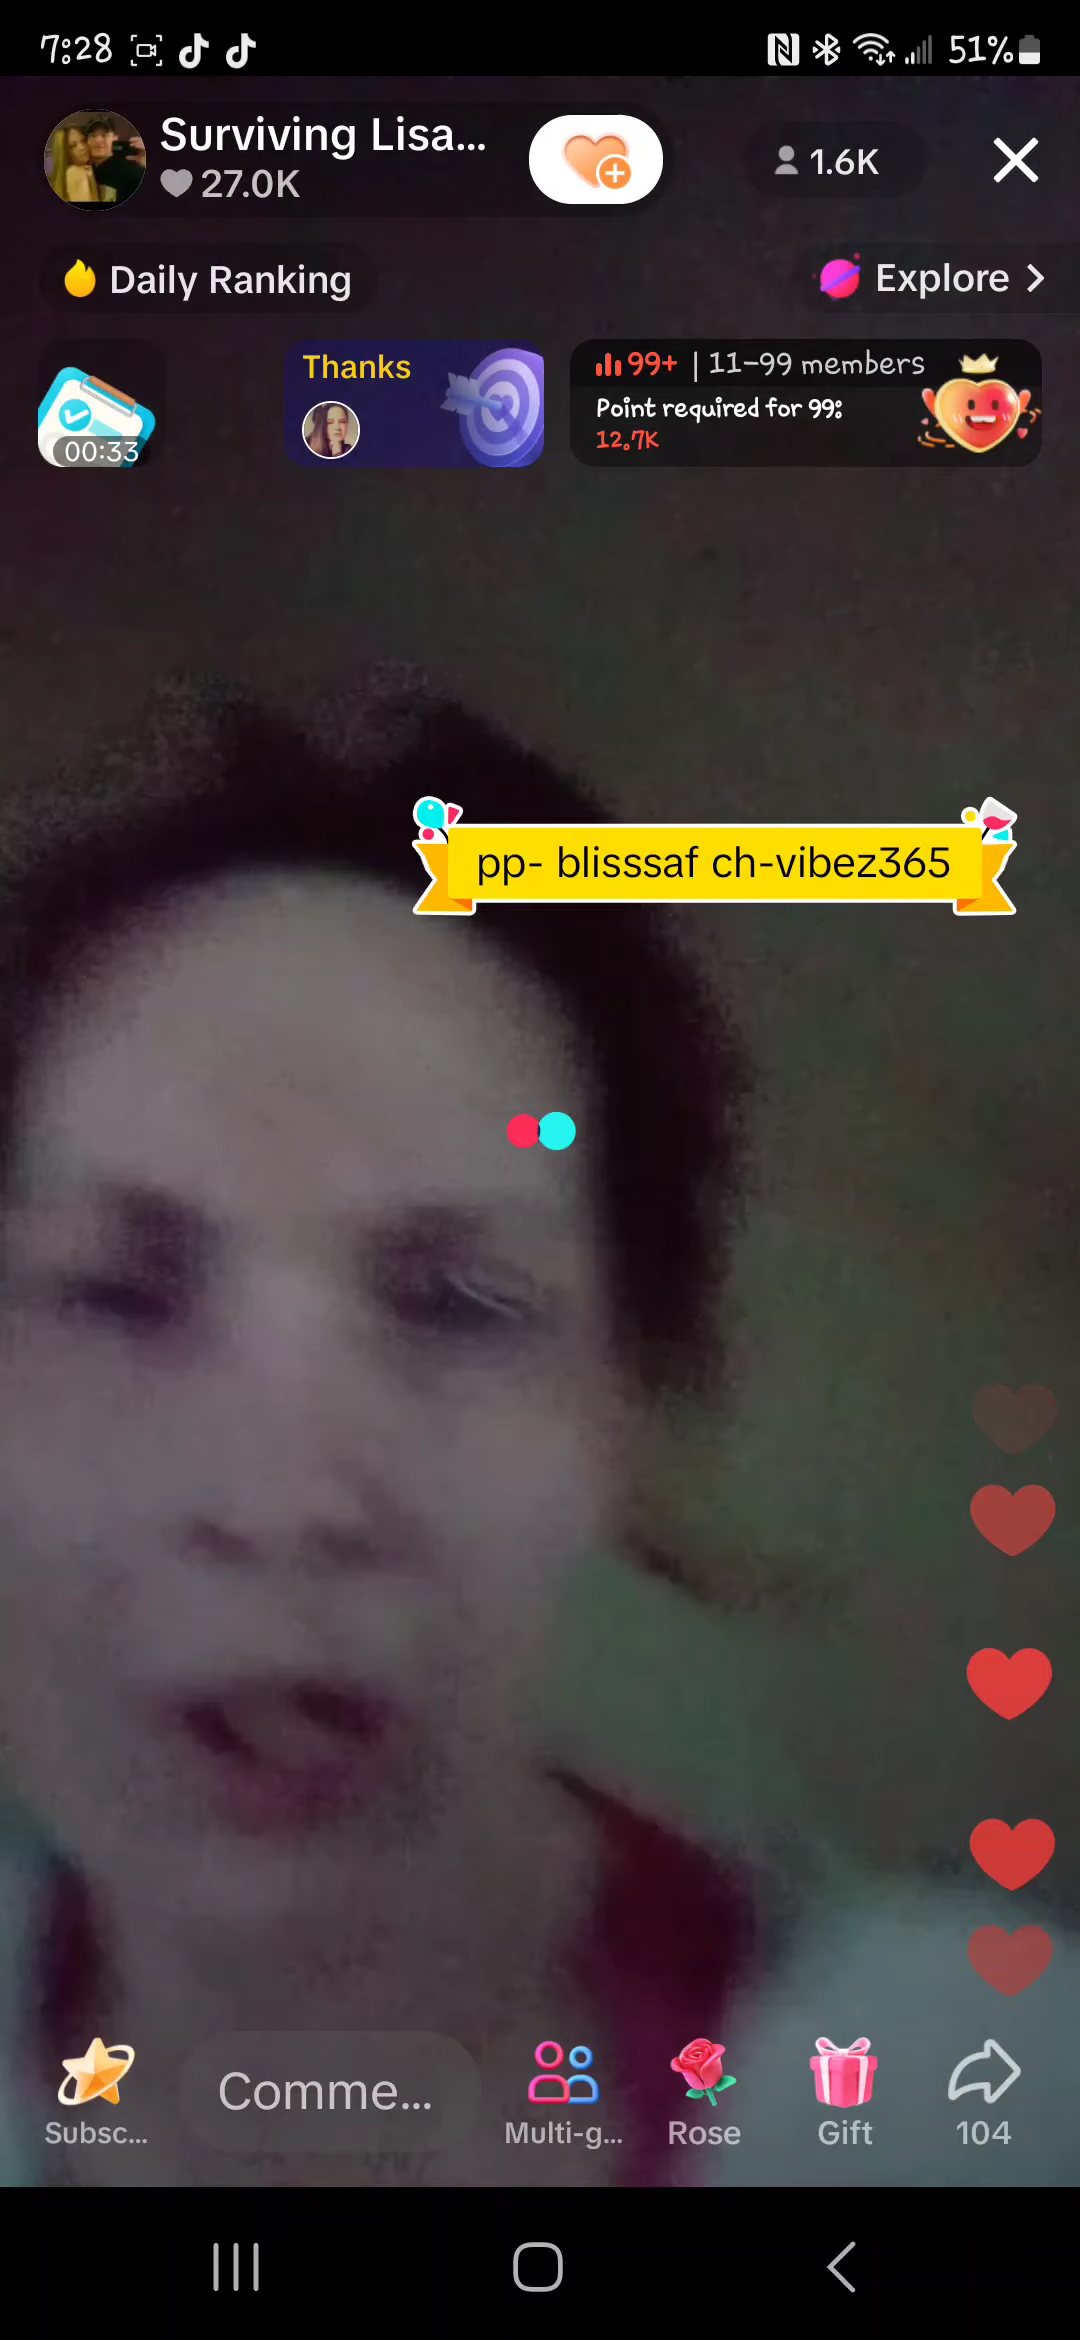 7:28 51%
Surviving Lisa...
27.0K
1.6K
Daily Ranking
Explore
Thanks
99+ | 11-99 members
Point required for 99:
12.7K
00:33
pp- blisssaf ch-vibez365
Comme...
Subsc...
Multi-g...
Rose
Gift
104